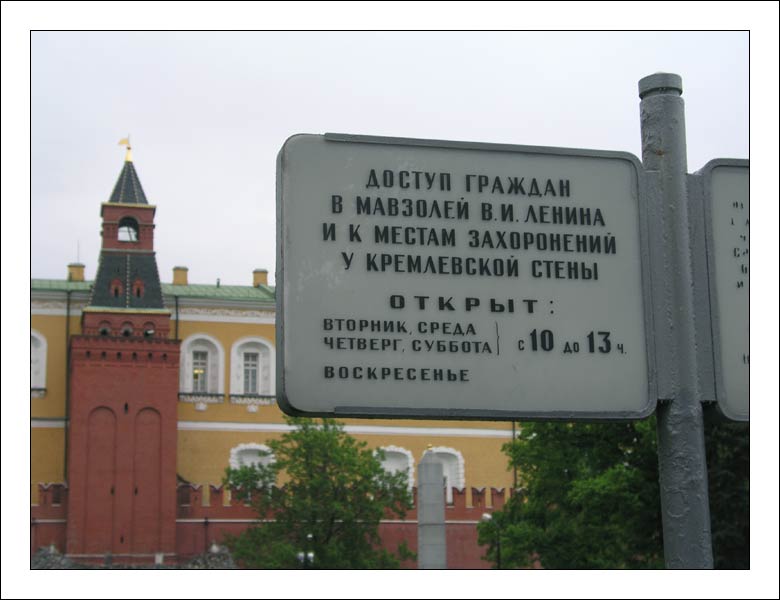 ДОСТУП ГРАЖДАН
В МАВЗОЛЕЙ В.И. ЛЕНИНА
И К МЕСТАМ ЗАХОРОНЕНИЙ
У КРЕМЛЕВСКОЙ СТЕНЫ
ОТКРЫТ:
ВТОРНИК, СРЕДА
ЧЕТВЕРГ, СУББОТА
с 10 до 13 ч.
ВОСКРЕСЕНЬЕ